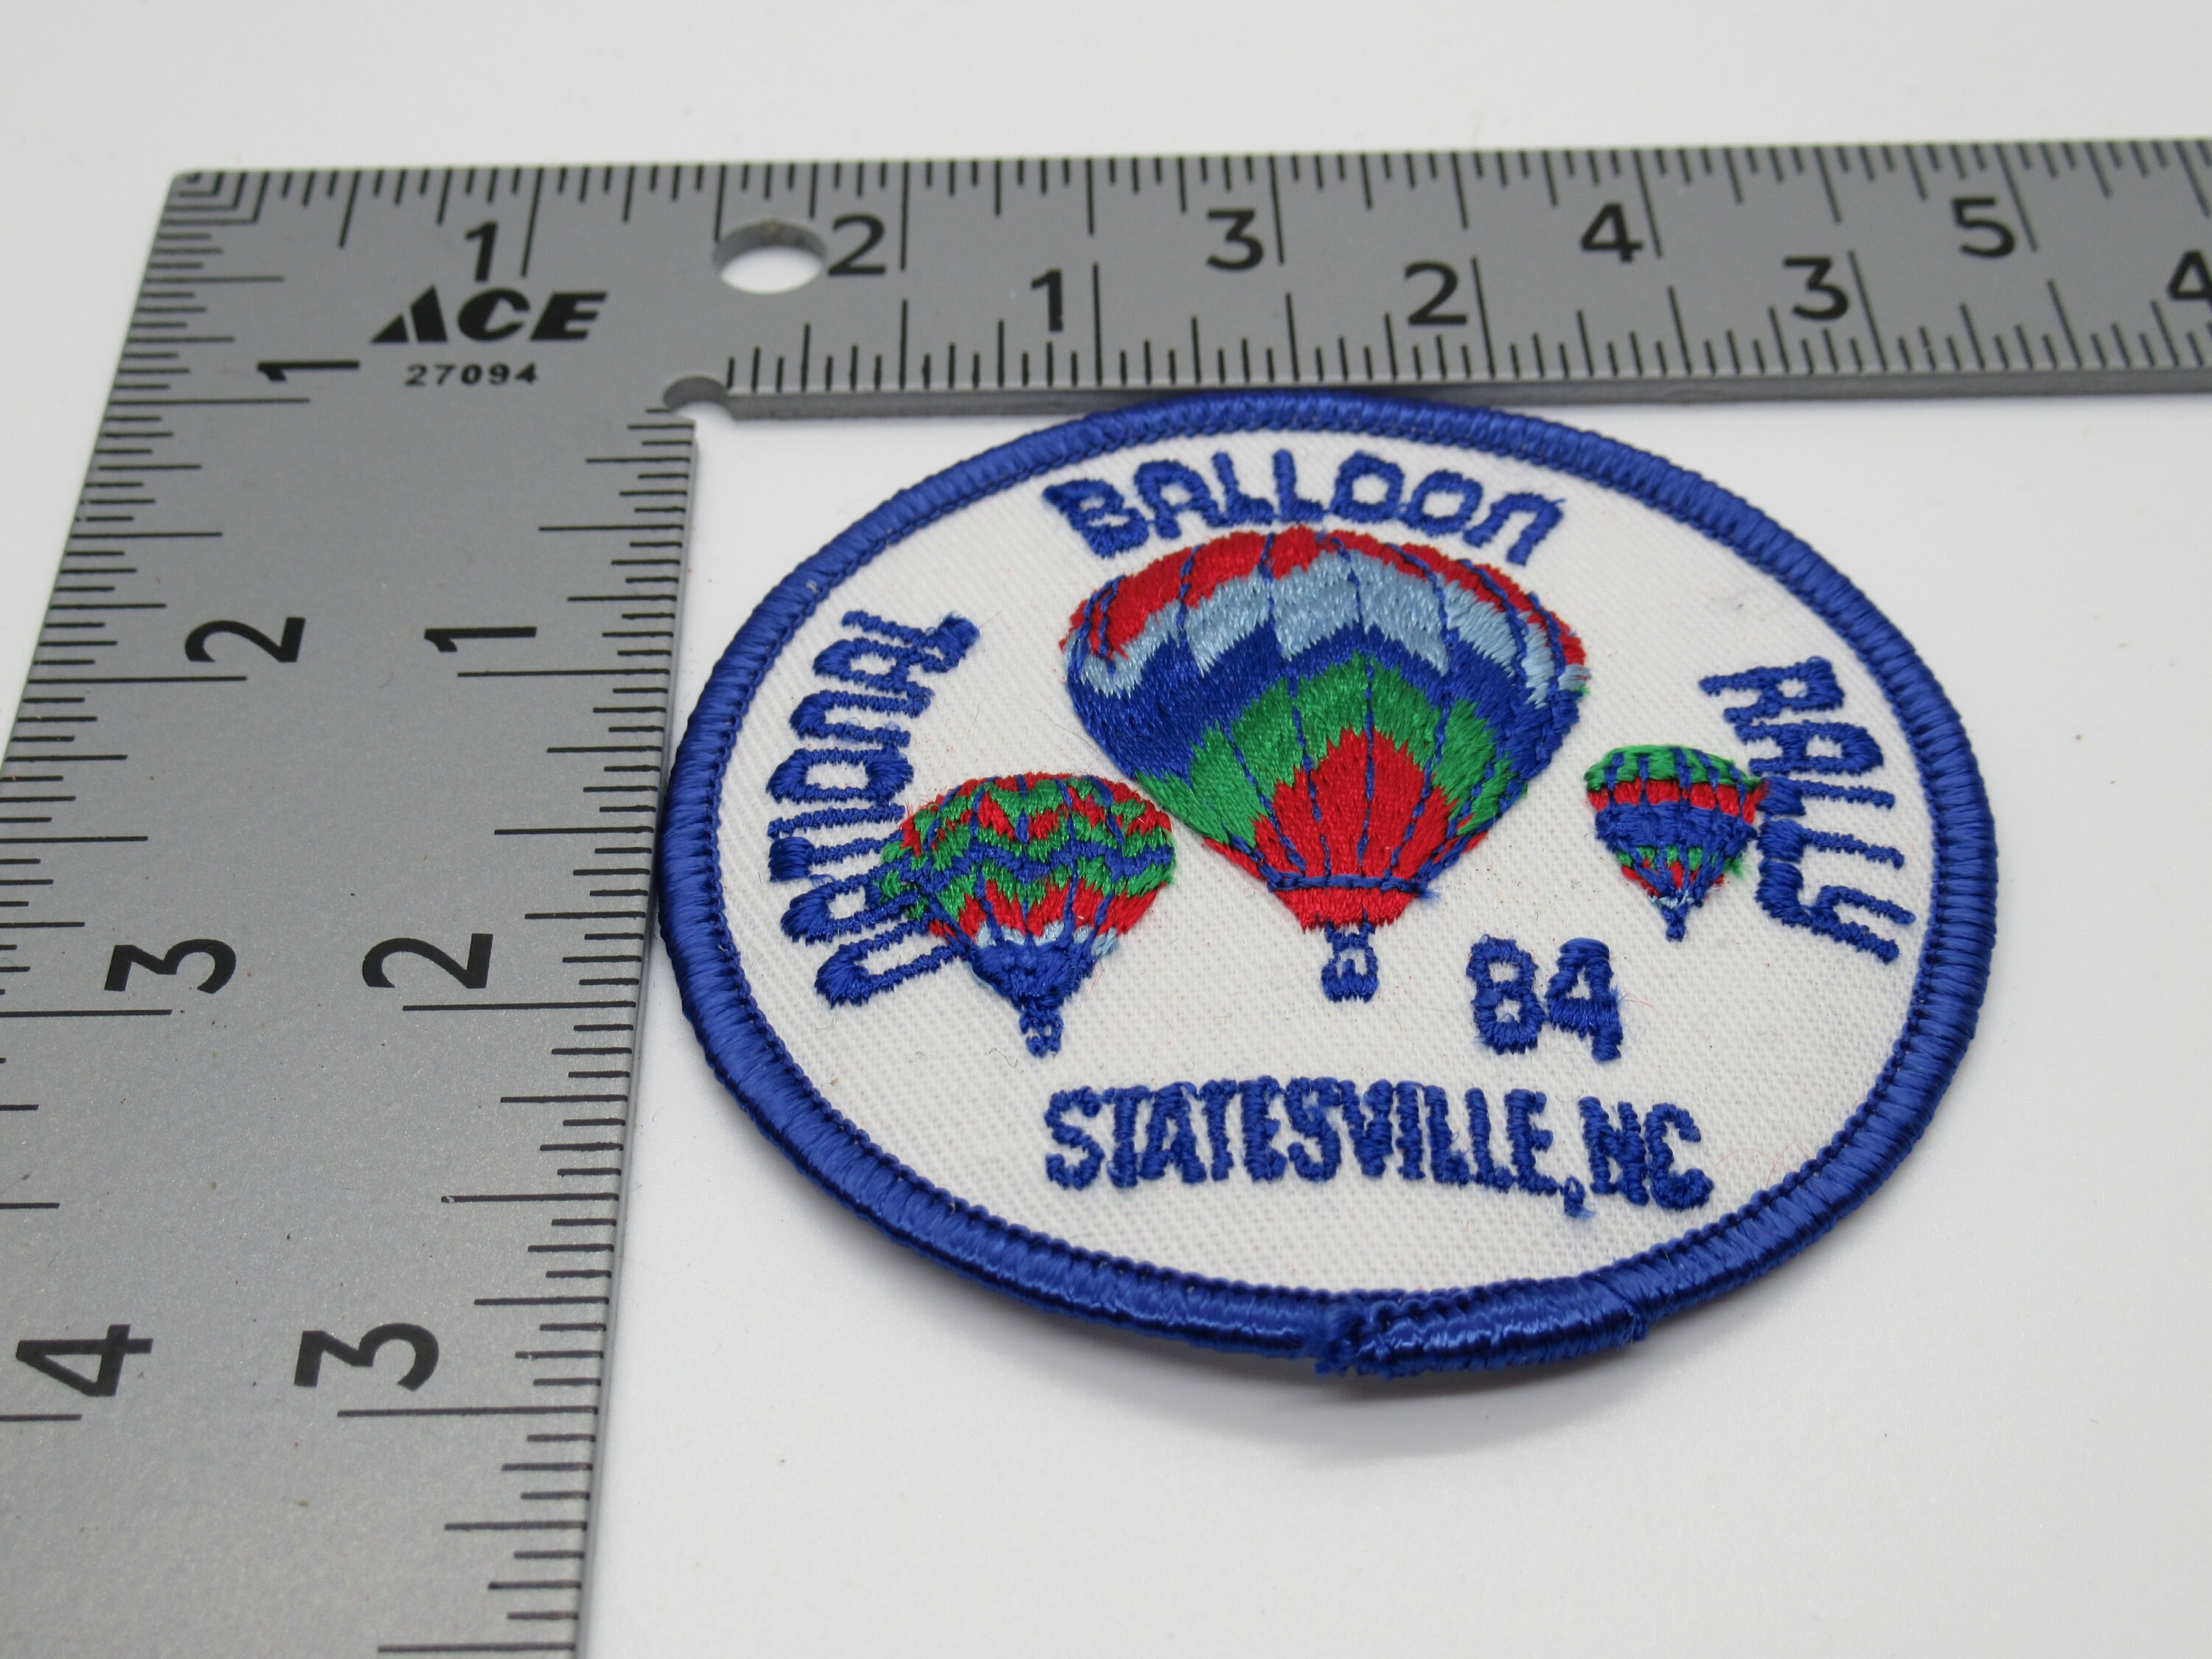 1 2 3 4 5
1 2 3 4
ACE
27094
1
2
3
4
1
2
3
NATIONAL BALLOON RALLY
84
STATESVILLE, NC